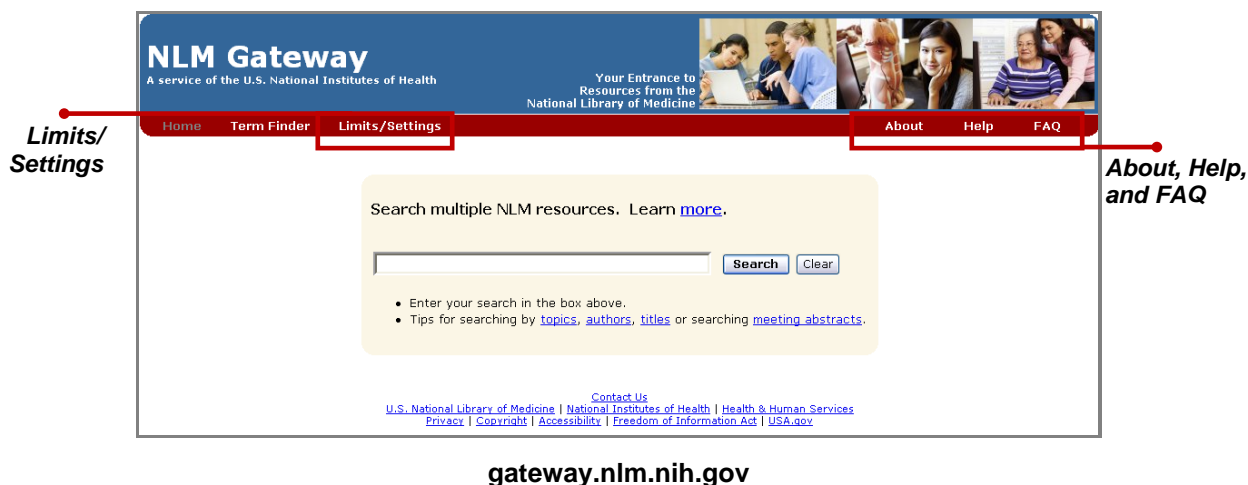 NLM Gateway
A service of the U.S. National Institutes of Health
Your Entrance to
Resources from the
National Library of Medicine
Home Term Finder Limits/Settings About Help FAQ
Limits/
Settings
About, Help,
and FAQ
Search multiple NLM resources. Learn more.
Search Clear
• Enter your search in the box above.
• Tips for searching by topics, authors, titles or searching meeting abstracts.
Contact Us
U.S. National Library of Medicine | National Institutes of Health | Health & Human Services
Privacy | Copyright | Accessibility | Freedom of Information Act | USA.gov
gateway.nlm.nih.gov